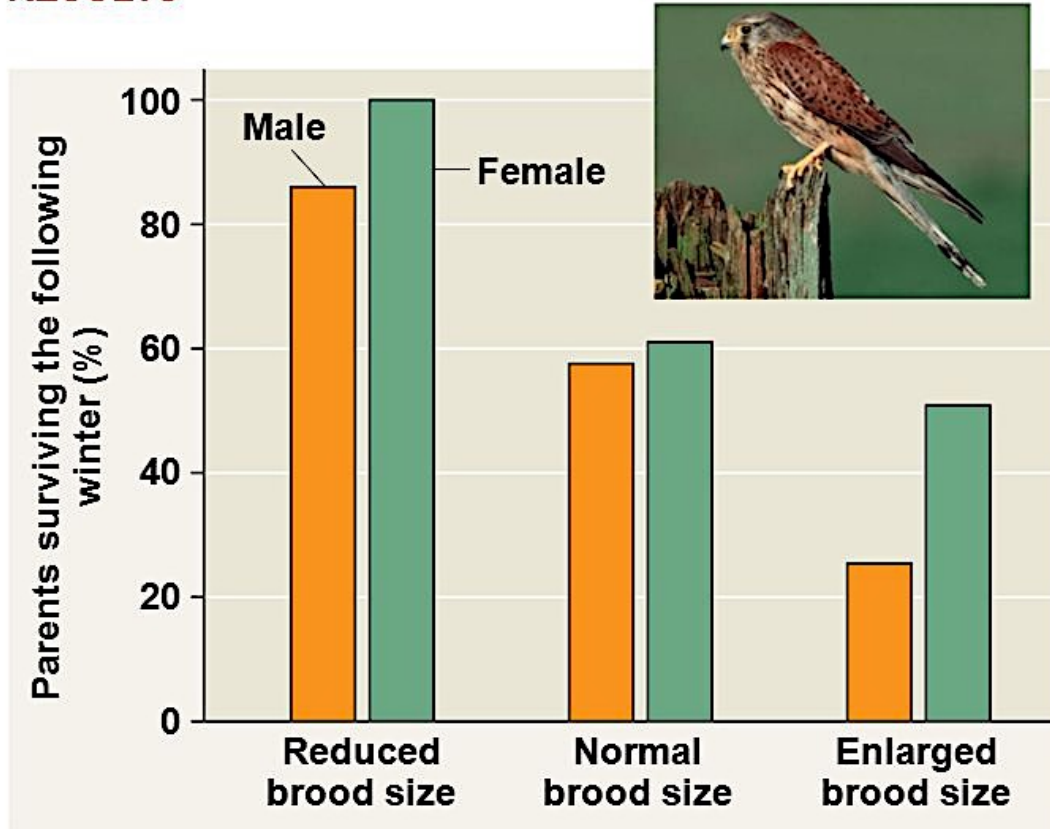 100
Male
Female
80
60
40
20
0
Parents surviving the following
winter (%)
Reduced
brood size
Normal
brood size
Enlarged
brood size